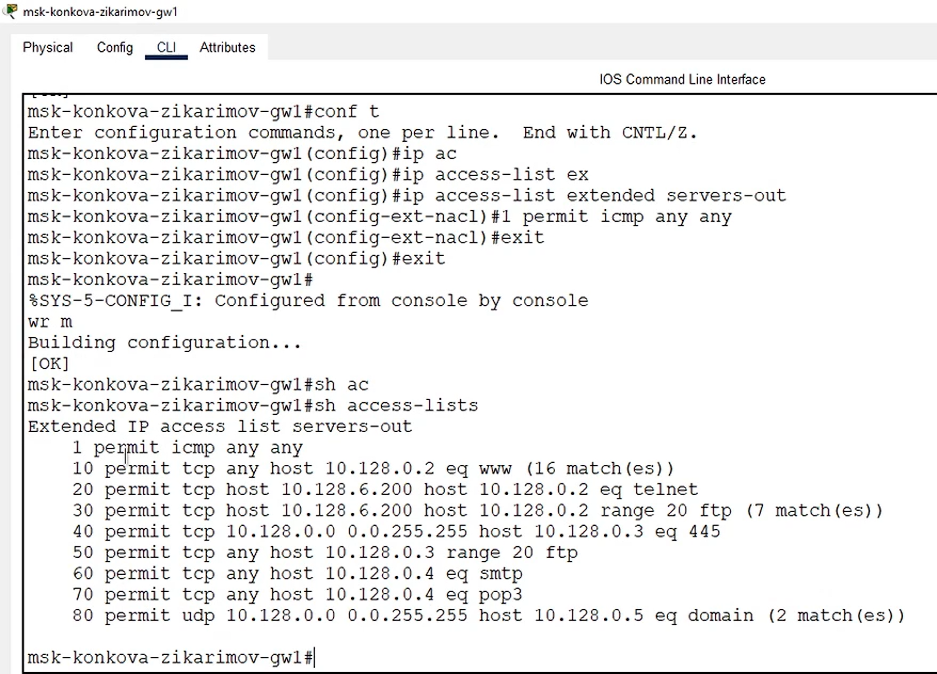 msk-konkova-zikarimov-gw1
Physical Config CLI Attributes
IOS Command Line Interface
msk-konkova-zikarimov-gw1#conf t
Enter configuration commands, one per line. End with CNTL/Z.
msk-konkova-zikarimov-gw1(config)#ip ac
msk-konkova-zikarimov-gw1(config)#ip access-list ex
msk-konkova-zikarimov-gw1(config)#ip access-list extended servers-out
msk-konkova-zikarimov-gw1(config-ext-nacl)#1 permit icmp any any
msk-konkova-zikarimov-gw1(config-ext-nacl)#exit
msk-konkova-zikarimov-gw1(config)#exit
msk-konkova-zikarimov-gw1#
%SYS-5-CONFIG_I: Configured from console by console
wr m
Building configuration...
[OK]
msk-konkova-zikarimov-gw1#sh ac
msk-konkova-zikarimov-gw1#sh access-lists
Extended IP access list servers-out
1 permit icmp any any
10 permit tcp any host 10.128.0.2 eq www (16 match(es))
20 permit tcp host 10.128.6.200 host 10.128.0.2 eq telnet
30 permit tcp host 10.128.6.200 host 10.128.0.2 range 20 ftp (7 match(es))
40 permit tcp 10.128.0.0 0.0.255.255 host 10.128.0.3 eq 445
50 permit tcp any host 10.128.0.3 range 20 ftp
60 permit tcp any host 10.128.0.4 eq smtp
70 permit tcp any host 10.128.0.4 eq pop3
80 permit udp 10.128.0.0 0.0.255.255 host 10.128.0.5 eq domain (2 match(es))
msk-konkova-zikarimov-gw1#